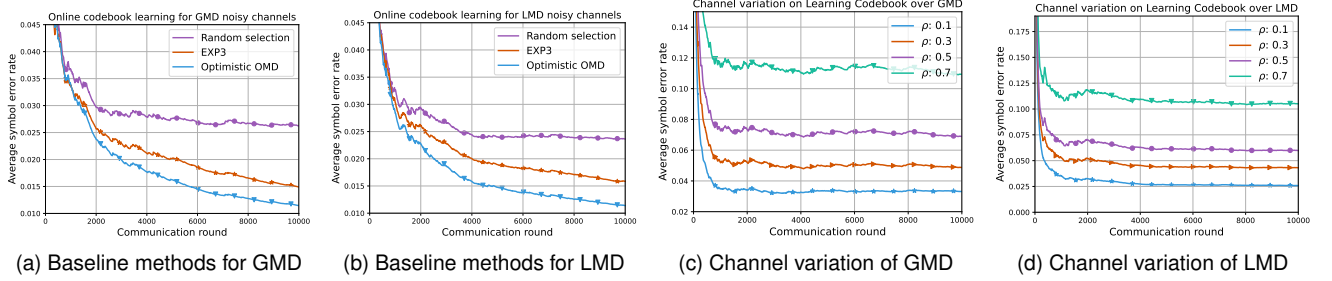 Online codebook learning for GMD noisy channels
0.045
0.040
0.035
0.030
0.025
0.020
0.015
0.010
Average symbol error rate
Random selection
EXP3
Optimistic OMD
0
2000
4000
6000
8000
10000
Communication round
(a) Baseline methods for GMD
Online codebook learning for LMD noisy channels
0.045
0.040
0.035
0.030
0.025
0.020
0.015
0.010
Average symbol error rate
Random selection
EXP3
Optimistic OMD
0
2000
4000
6000
8000
10000
Communication round
(b) Baseline methods for LMD
Channel variation on Learning Codebook over GMD
0.14
0.12
0.10
0.08
0.06
0.04
0.02
Average symbol error rate
ρ: 0.1
ρ: 0.3
ρ: 0.5
ρ: 0.7
0
2000
4000
6000
8000
10000
Communication round
(c) Channel variation of GMD
Channel variation on Learning Codebook over LMD
0.175
0.150
0.125
0.100
0.075
0.050
0.025
0.000
Average symbol error rate
ρ: 0.1
ρ: 0.3
ρ: 0.5
ρ: 0.7
0
2000
4000
6000
8000
10000
Communication round
(d) Channel variation of LMD